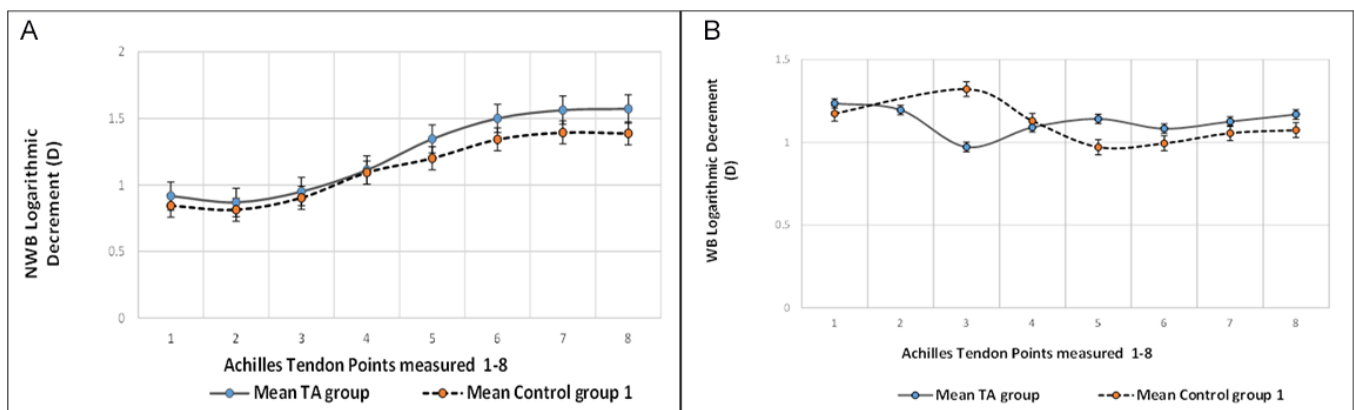 A
NWB Logarithmic
Decrement (D)
2
1.5
1
0.5
0
1 2 3 4 5 6 7 8
Achilles Tendon Points measured 1-8
Mean TA group Mean Control group 1
B
WB Logarithmic Decrement
(D)
1.5
1
0.5
0
1 2 3 4 5 6 7 8
Achilles Tendon Points measured 1-8
Mean TA group Mean Control group 1